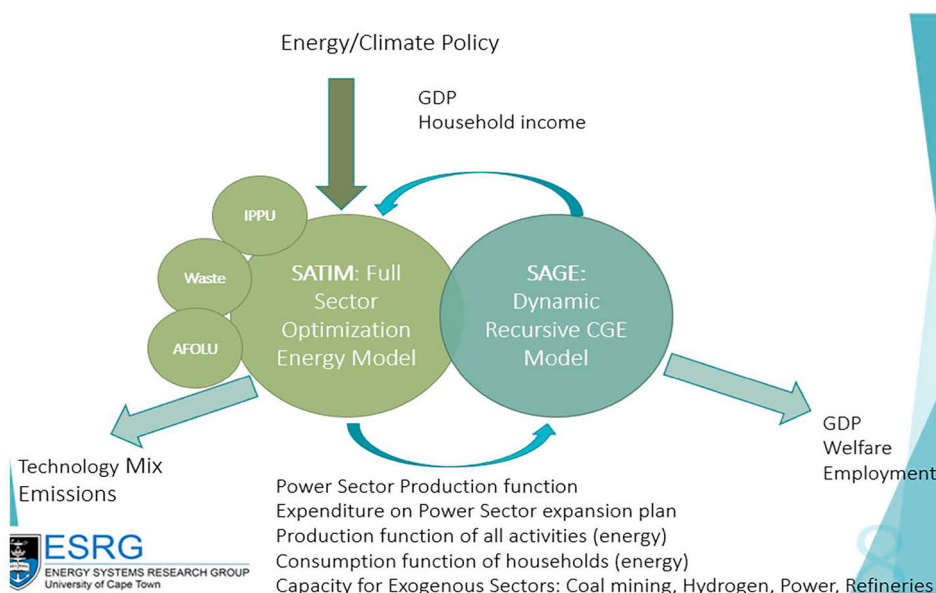 Energy/Climate Policy
GDP
Household income
IPPU
Waste
AFOLU
SATIM: Full
Sector
Optimization
Energy Model
SAGE:
Dynamic
Recursive CGE
Model
Technology Mix
Emissions
GDP
Welfare
Employment
Power Sector Production function
Expenditure on Power Sector expansion plan
Production function of all activities (energy)
Consumption function of households (energy)
Capacity for Exogenous Sectors: Coal mining, Hydrogen, Power, Refineries
ESRG
ENERGY SYSTEMS RESEARCH GROUP
University of Cape Town
8